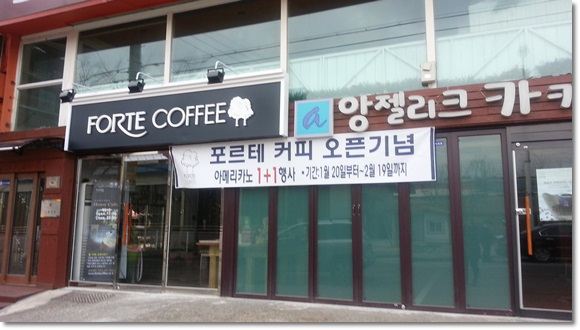 FORTE COFFEE
a 앙젤리크 카
포르테 커피 오픈기념
아메리카노 1+1행사 •기간:1월 20일부터~2월 19일까지